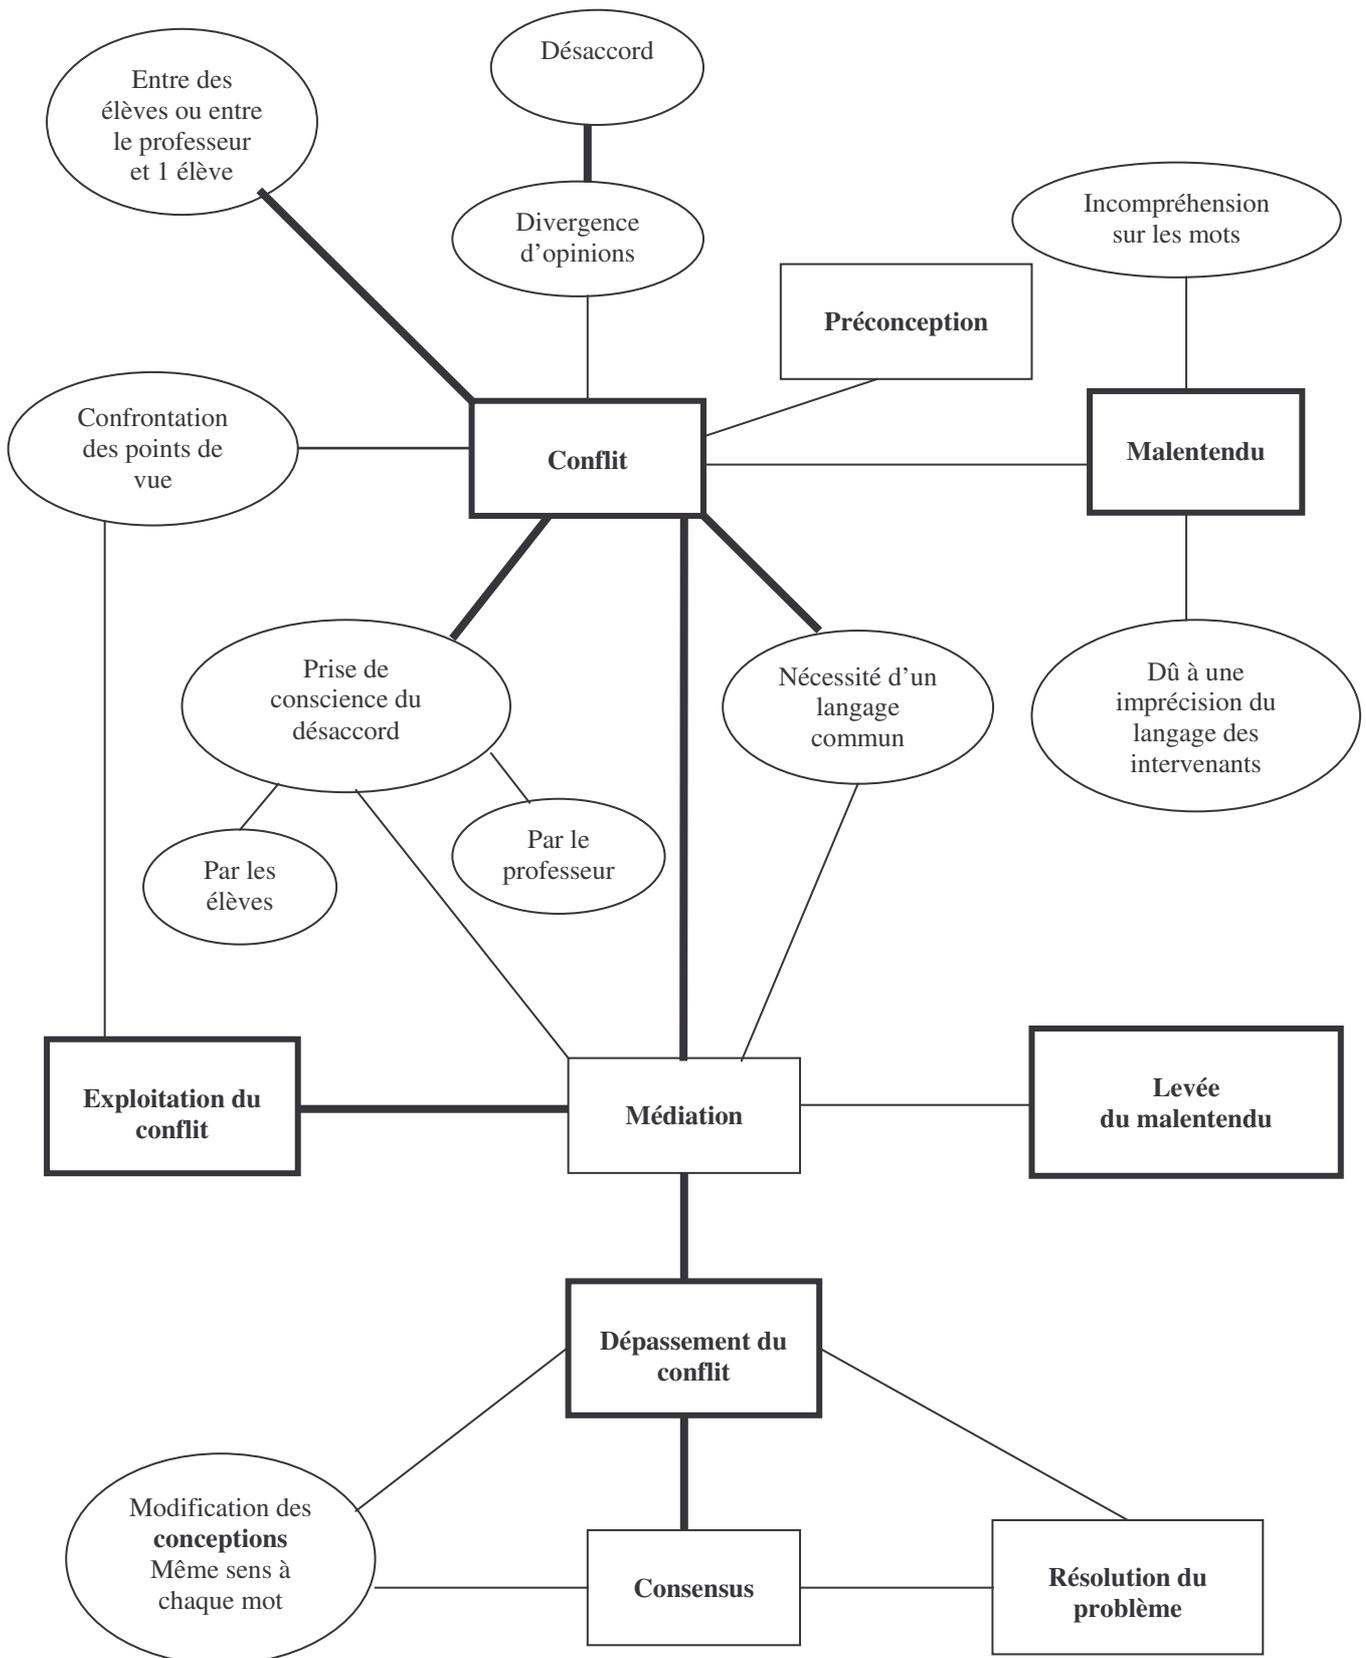 Désaccord
Entre des
élèves ou entre
le professeur
et 1 élève
Divergence
d’opinions
Incompréhension
sur les mots
Préconception
Confrontation
des points de
vue
Conflit
Malentendu
Prise de
conscience du
désaccord
Nécessité d’un
langage
commun
Dû à une
imprécision du
langage des
intervenants
Par les
élèves
Par le
professeur
Exploitation du
conflit
Médiation
Levée
du malentendu
Dépassement du
conflit
Modification des
conceptions
Même sens à
chaque mot
Consensus
Résolution du
problème